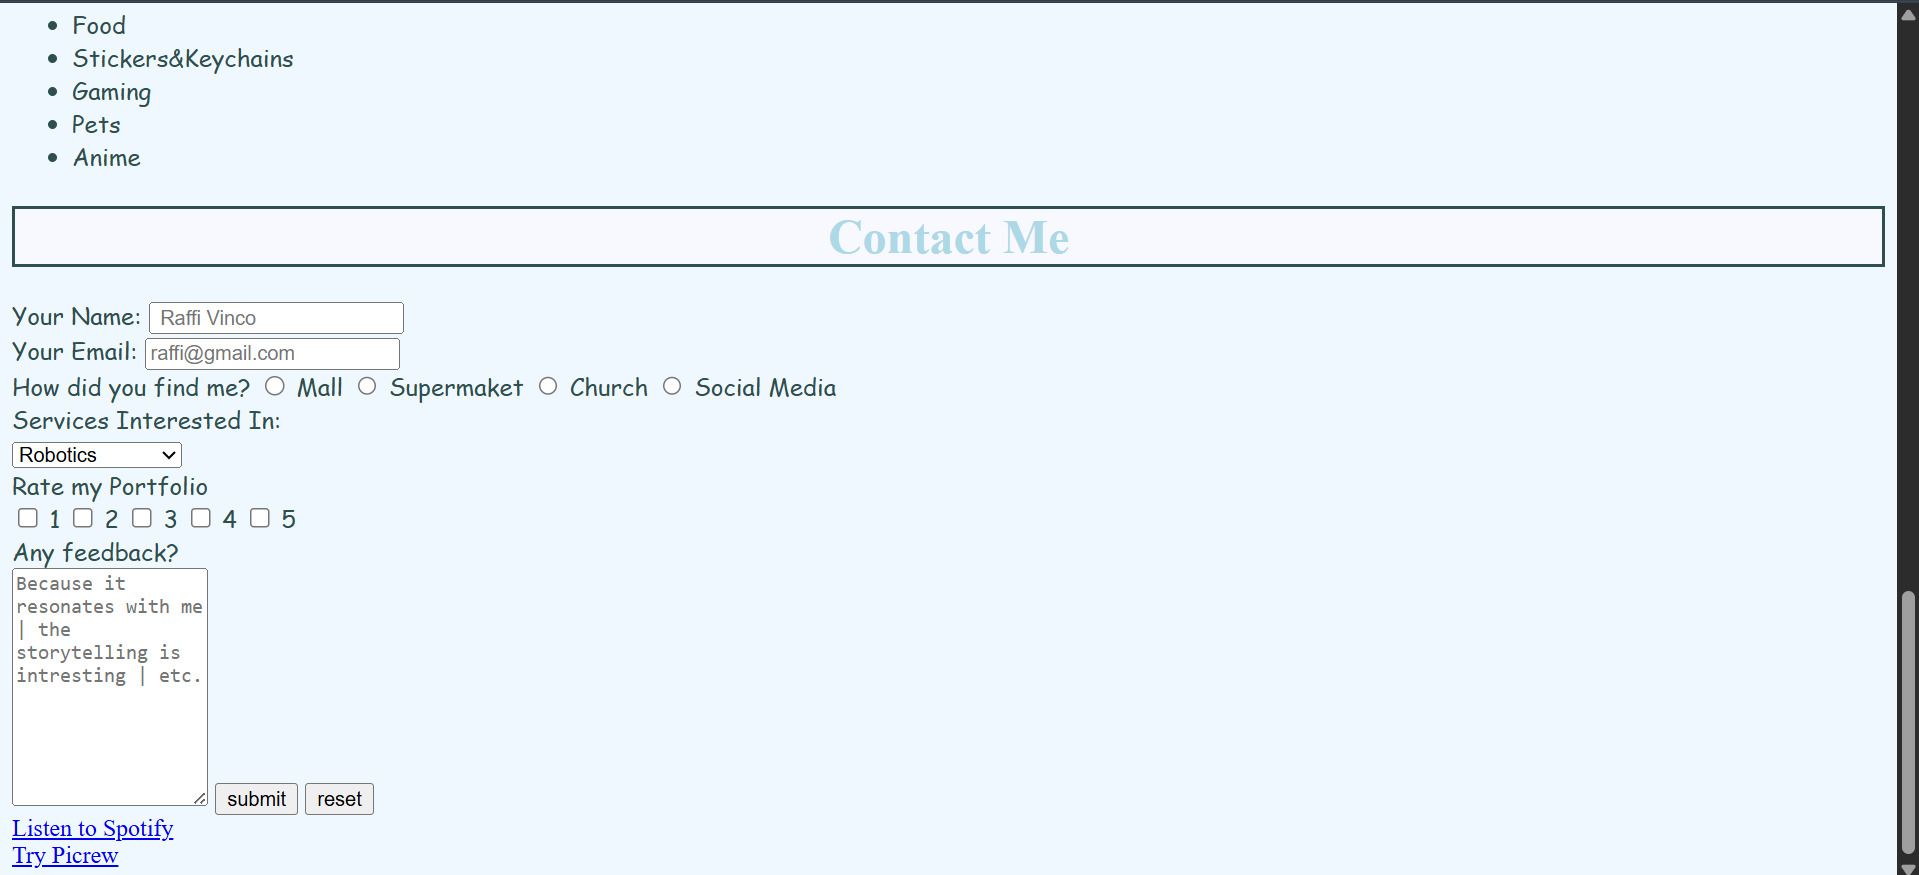 Food
Stickers&Keychains
Gaming
Pets
Anime
Contact Me
Your Name: Raffi Vinco
Your Email: raffi@gmail.com
How did you find me? Mall Supermaket Church Social Media
Services Interested In:
Robotics
Rate my Portfolio
1 2 3 4 5
Any feedback?
Because it
resonates with me
| the
storytelling is
intresting | etc.
submit reset
Listen to Spotify
Try Picrew